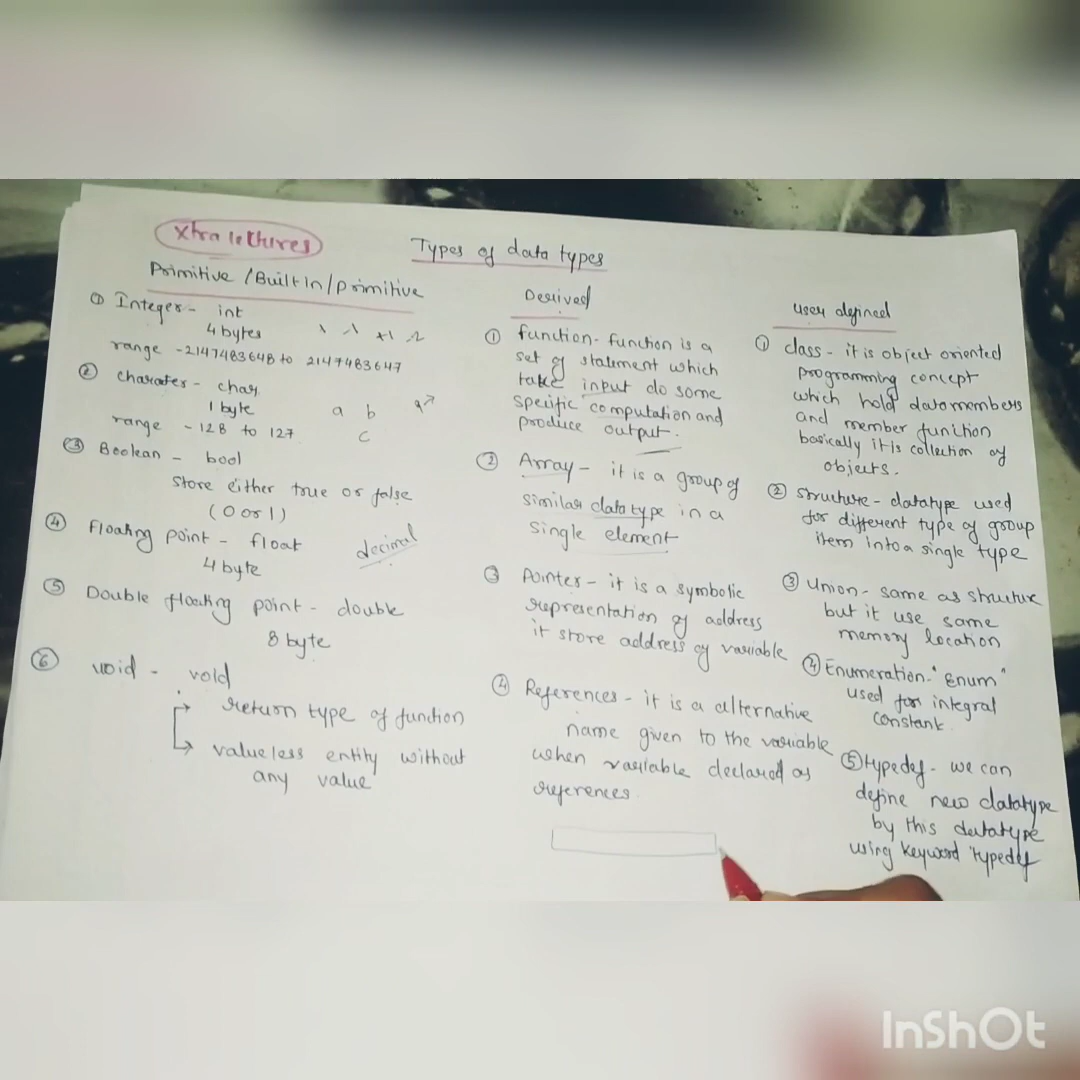 Xtra lectures
Types of data types
Primitive /Built In/primitive
① Integer - int
4 bytes
range -2147483648 to 2147483647
② Charater - char
1 byte
a b
c
range -128 to 127
③ Boolean - bool
store either true or false
(0 or 1)
④ Floating point - float
decimal
4 byte
⑤ Double floating point - double
8 byte
⑥ void - void
return type of function
valueless entity without
any value
Derived
① function - function is a
set of statement which
take input do some
specific computation and
produce output.
② Array - it is a group of
similar datatype in a
single element
③ Pointer - it is a symbolic
representation of address
it store address of variable
④ References - it is a alternative
name given to the variable
when variable declared as
references.
user defined
① class - it is object oriented
programming concept
which hold datamembers
and member function
basically it is collection of
objects.
② structure - datatype used
for different type of group
item into a single type
③ Union - same as structure
but it use same
memory location
④ Enumeration - "Enum"
used for integral
constant.
⑤ typedef - we can
define new datatype
by this datatype
using keyword 'typedef
InShOt